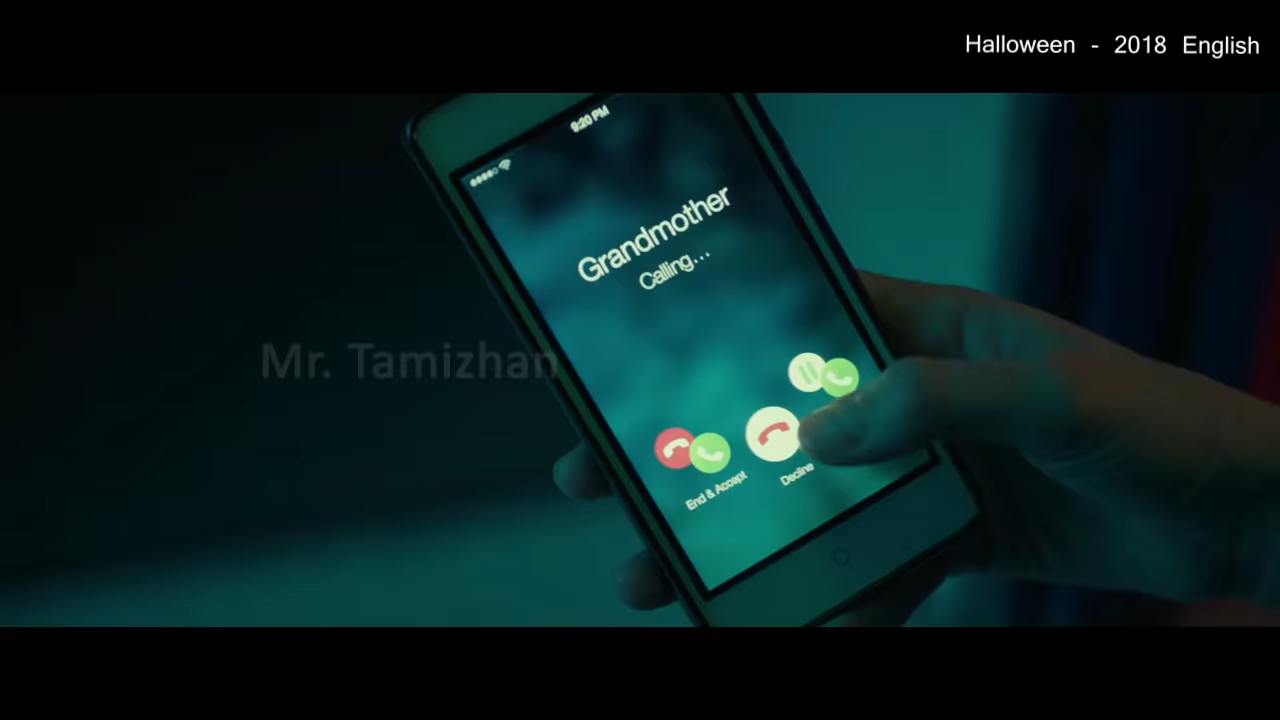 Halloween - 2018 English
9:20 PM
Grandmother
Calling...
Mr. Tamizhan
End & Accept
Decline